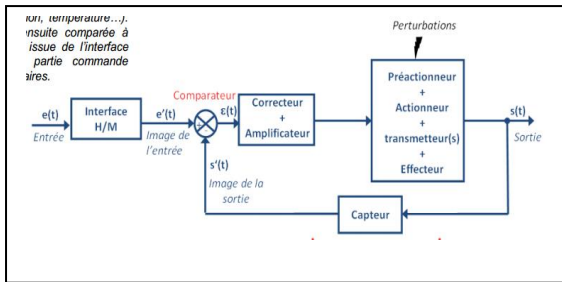 ion, température…).
ensuite comparée à
issue de l'interface
partie commande
aires.
Perturbations
Comparateur
e(t)
Entrée
Interface
H/M
e'(t)
Image de
l'entrée
ε(t)
Correcteur
+
Amplificateur
Préactionneur
+
Actionneur
+
transmetteur(s)
+
Effecteur
s(t)
Sortie
s'(t)
Image de la
sortie
Capteur